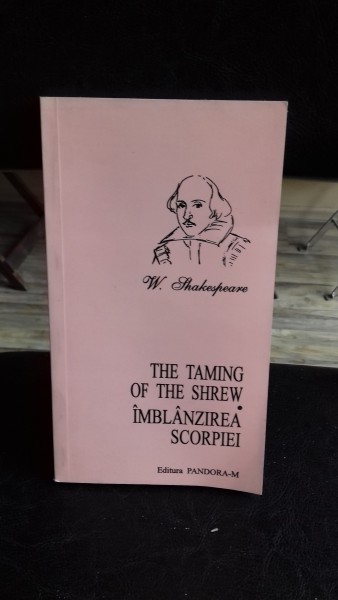 W. Shakespeare
THE TAMING
OF THE SHREW
•
ÎMBLÂNZIREA
SCORPIEI
Editura PANDORA-M